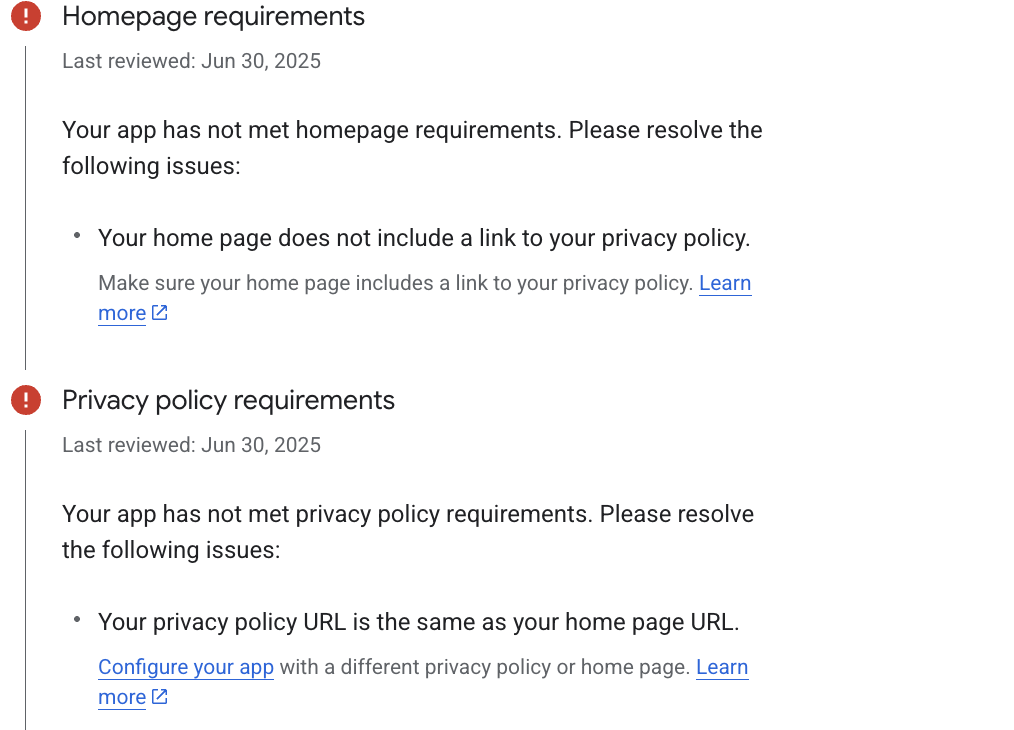 Homepage requirements
Last reviewed: Jun 30, 2025
Your app has not met homepage requirements. Please resolve the
following issues:
• Your home page does not include a link to your privacy policy.
Make sure your home page includes a link to your privacy policy. Learn
more
Privacy policy requirements
Last reviewed: Jun 30, 2025
Your app has not met privacy policy requirements. Please resolve
the following issues:
• Your privacy policy URL is the same as your home page URL.
Configure your app with a different privacy policy or home page. Learn
more